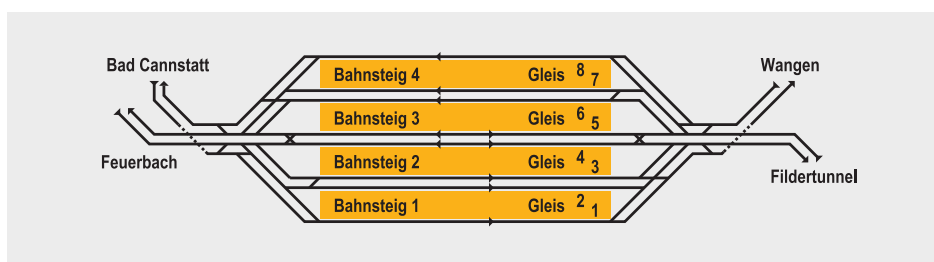 Bad Cannstatt
Bahnsteig 4 Gleis 8 7
Wangen
Bahnsteig 3 Gleis 6 5
Feuerbach
Bahnsteig 2 Gleis 4 3
Fildertunnel
Bahnsteig 1 Gleis 2 1